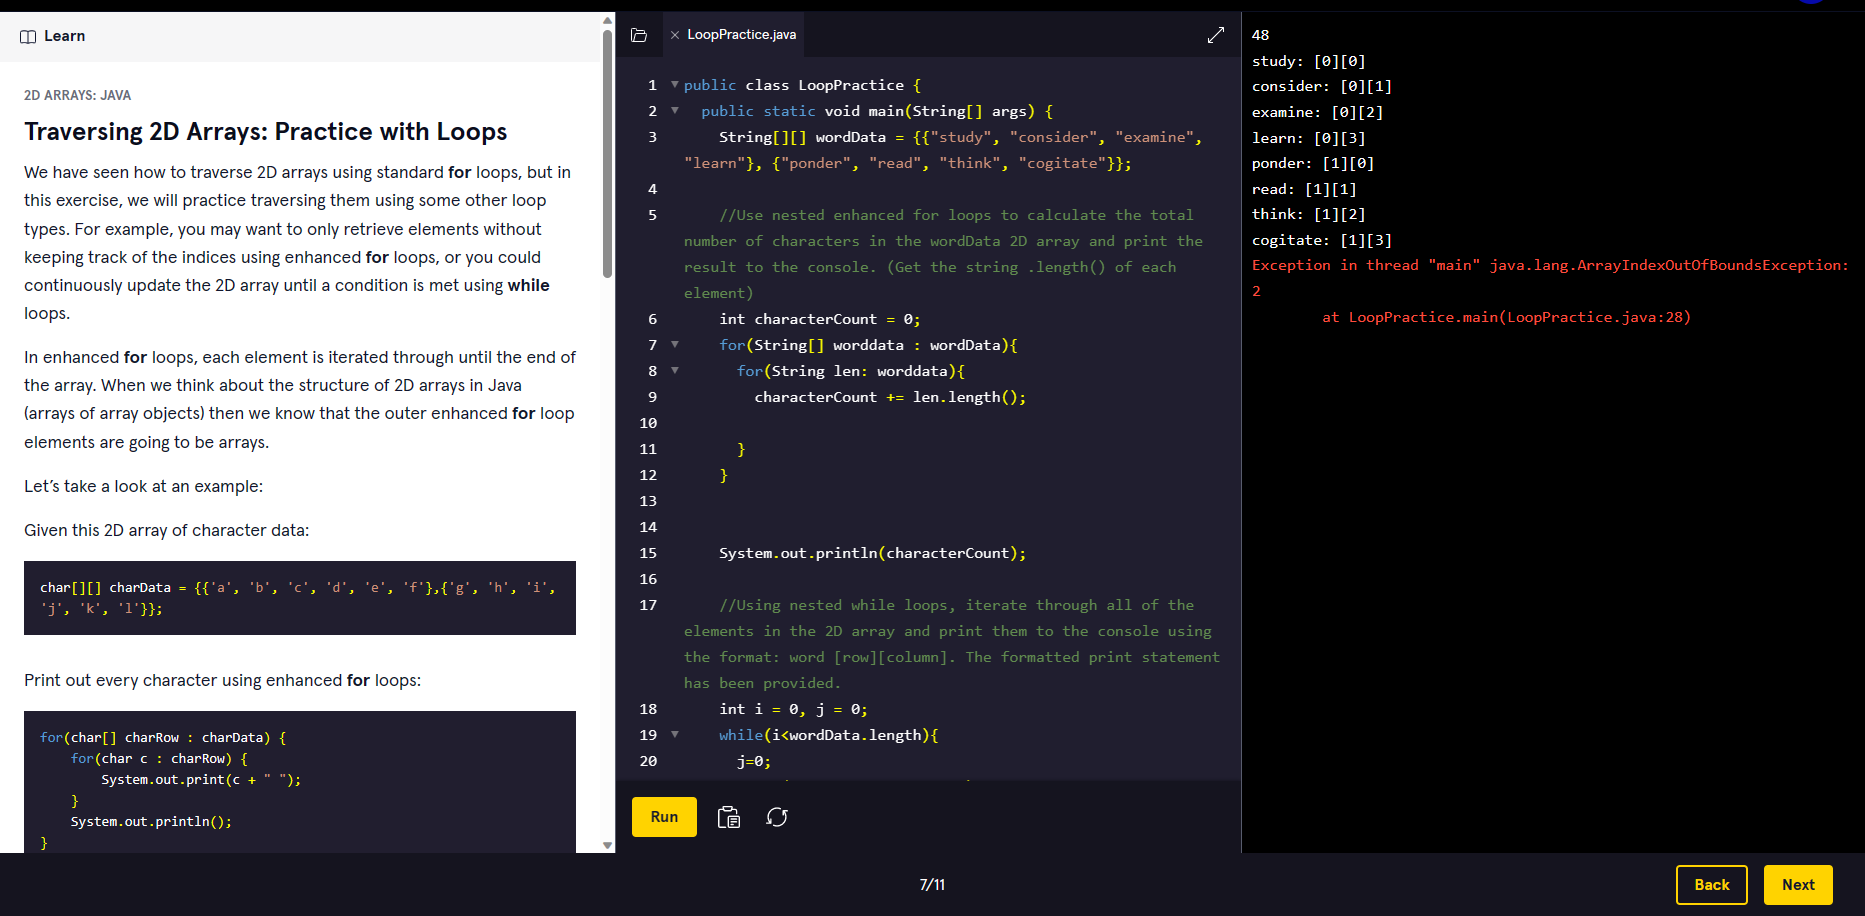 Learn
2D ARRAYS: JAVA
Traversing 2D Arrays: Practice with Loops
We have seen how to traverse 2D arrays using standard for loops, but in
this exercise, we will practice traversing them using some other loop
types. For example, you may want to only retrieve elements without
keeping track of the indices using enhanced for loops, or you could
continuously update the 2D array until a condition is met using while
loops.
In enhanced for loops, each element is iterated through until the end of
the array. When we think about the structure of 2D arrays in Java
(arrays of array objects) then we know that the outer enhanced for loop
elements are going to be arrays.
Let's take a look at an example:
Given this 2D array of character data:
char[][] charData = {{'a', 'b', 'c', 'd', 'e', 'f'},{'g', 'h', 'i',
'j', 'k', 'l'}};
Print out every character using enhanced for loops:
for(char[] charRow : charData) {
    for(char c : charRow) {
        System.out.print(c + " ");
    }
    System.out.println();
}
LoopPractice.java
1 public class LoopPractice {
2   public static void main(String[] args) {
3     String[][] wordData = {{"study", "consider", "examine",
"learn"}, {"ponder", "read", "think", "cogitate"}};
4
5     //Use nested enhanced for loops to calculate the total
number of characters in the wordData 2D array and print the
result to the console. (Get the string .length() of each
element)
6     int characterCount = 0;
7     for(String[] worddata : wordData){
8       for(String len: worddata){
9         characterCount += len.length();
10
11       }
12     }
13
14
15     System.out.println(characterCount);
16
17     //Using nested while loops, iterate through all of the
elements in the 2D array and print them to the console using
the format: word [row][column]. The formatted print statement
has been provided.
18     int i = 0, j = 0;
19     while(i<wordData.length){
20       j=0;
Run
48
study: [0][0]
consider: [0][1]
examine: [0][2]
learn: [0][3]
ponder: [1][0]
read: [1][1]
think: [1][2]
cogitate: [1][3]
Exception in thread "main" java.lang.ArrayIndexOutOfBoundsException:
2
        at LoopPractice.main(LoopPractice.java:28)
7/11
Back
Next